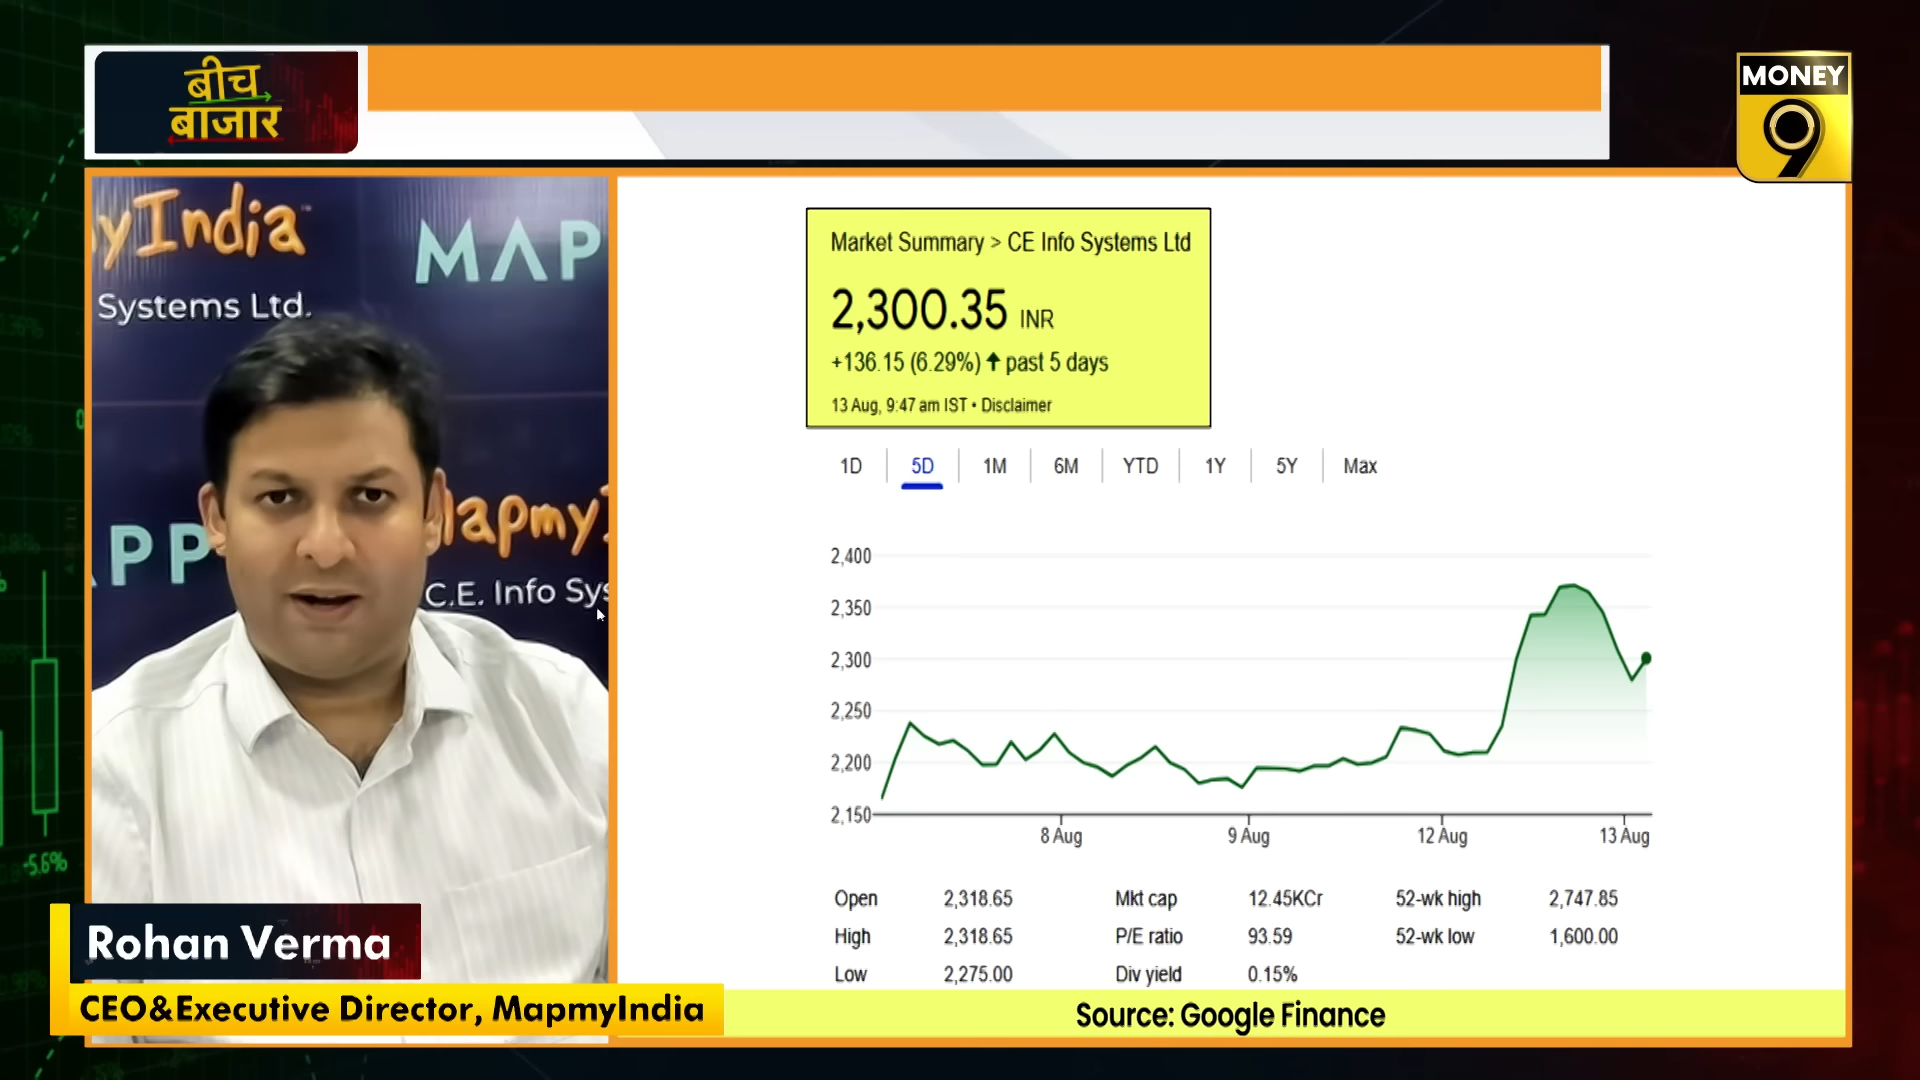 बीच
बाजार
MONEY
9
yIndia
Systems Ltd.
MAP
APP
Mapmy
C.E. Info Sys
-5.6%
Rohan Verma
CEO&Executive Director, MapmyIndia
Market Summary > CE Info Systems Ltd
2,300.35 INR
+136.15 (6.29%) ↑ past 5 days
13 Aug, 9:47 am IST • Disclaimer
1D 5D 1M 6M YTD 1Y 5Y Max
2,400
2,350
2,300
2,250
2,200
2,150
8 Aug 9 Aug 12 Aug 13 Aug
Open 2,318.65 Mkt cap 12.45KCr 52-wk high 2,747.85
High 2,318.65 P/E ratio 93.59 52-wk low 1,600.00
Low 2,275.00 Div yield 0.15%
Source: Google Finance